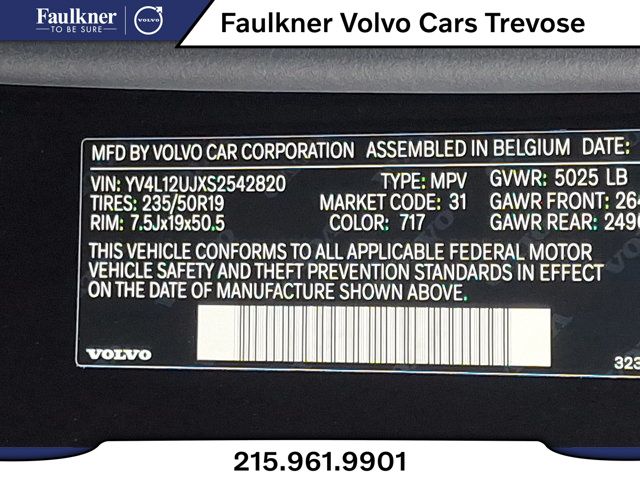 Faulkner
TO BE SURE
VOLVO
Faulkner Volvo Cars Trevose
MFD BY VOLVO CAR CORPORATION ASSEMBLED IN BELGIUM DATE:
VIN: YV4L12UJXS2542820 TYPE: MPV GVWR: 5025 LB
TIRES: 235/50R19 MARKET CODE: 31 GAWR FRONT: 264
RIM: 7.5Jx19x50.5 COLOR: 717 GAWR REAR: 249
THIS VEHICLE CONFORMS TO ALL APPLICABLE FEDERAL MOTOR
VEHICLE SAFETY AND THEFT PREVENTION STANDARDS IN EFFECT
ON THE DATE OF MANUFACTURE SHOWN ABOVE.
VOLVO
323
215.961.9901